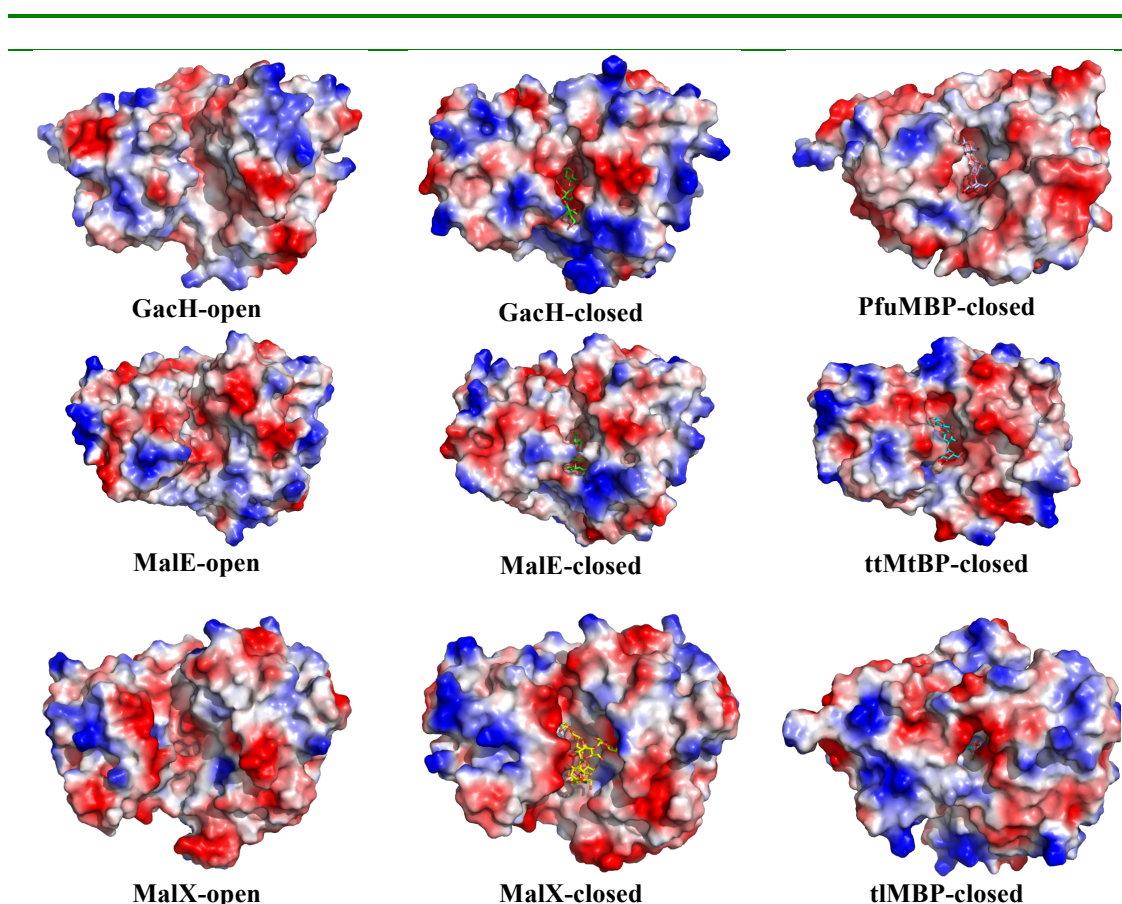 GacH-open
GacH-closed
PfuMBP-closed
MalE-open
MalE-closed
ttMtBP-closed
MalX-open
MalX-closed
tlMBP-closed